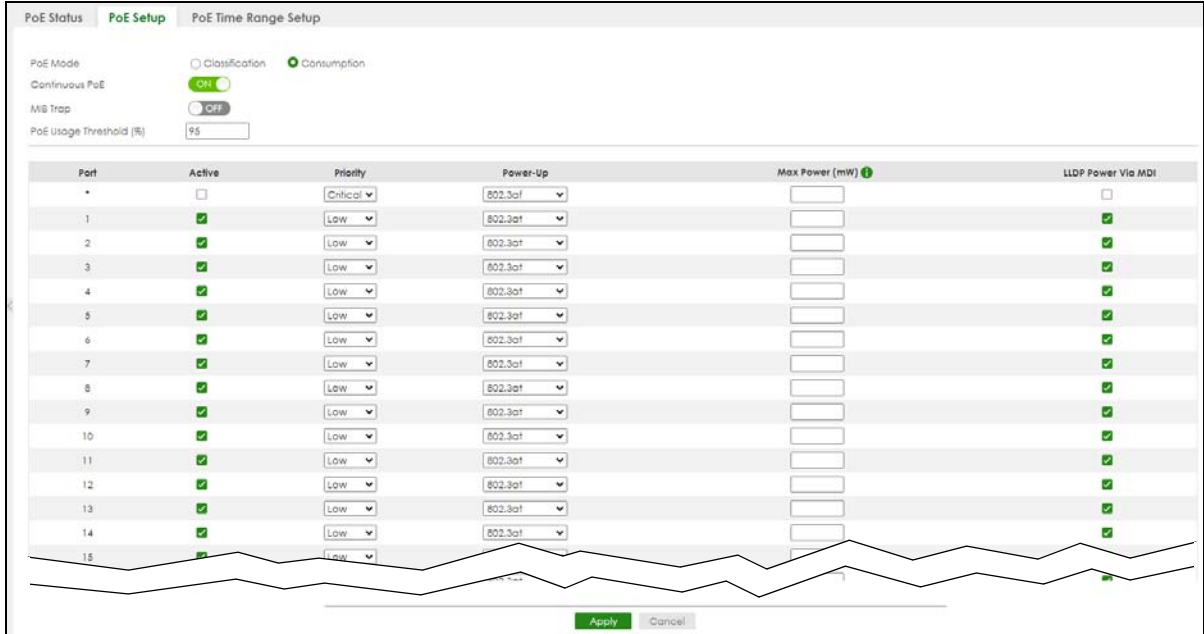 PoE Status PoE Setup PoE Time Range Setup
PoE Mode Classification Consumption
Continuous PoE ON
MIB Trap OFF
PoE Usage Threshold (%) 95
Port Active Priority Power-Up Max Power (mW) i LLDP Power Via MDI
* Critical 802.3af
1 Low 802.3at
2 Low 802.3at
3 Low 802.3at
4 Low 802.3at
5 Low 802.3at
6 Low 802.3at
7 Low 802.3at
8 Low 802.3at
9 Low 802.3at
10 Low 802.3at
11 Low 802.3at
12 Low 802.3at
13 Low 802.3at
14 Low 802.3at
15 Low
Apply Cancel